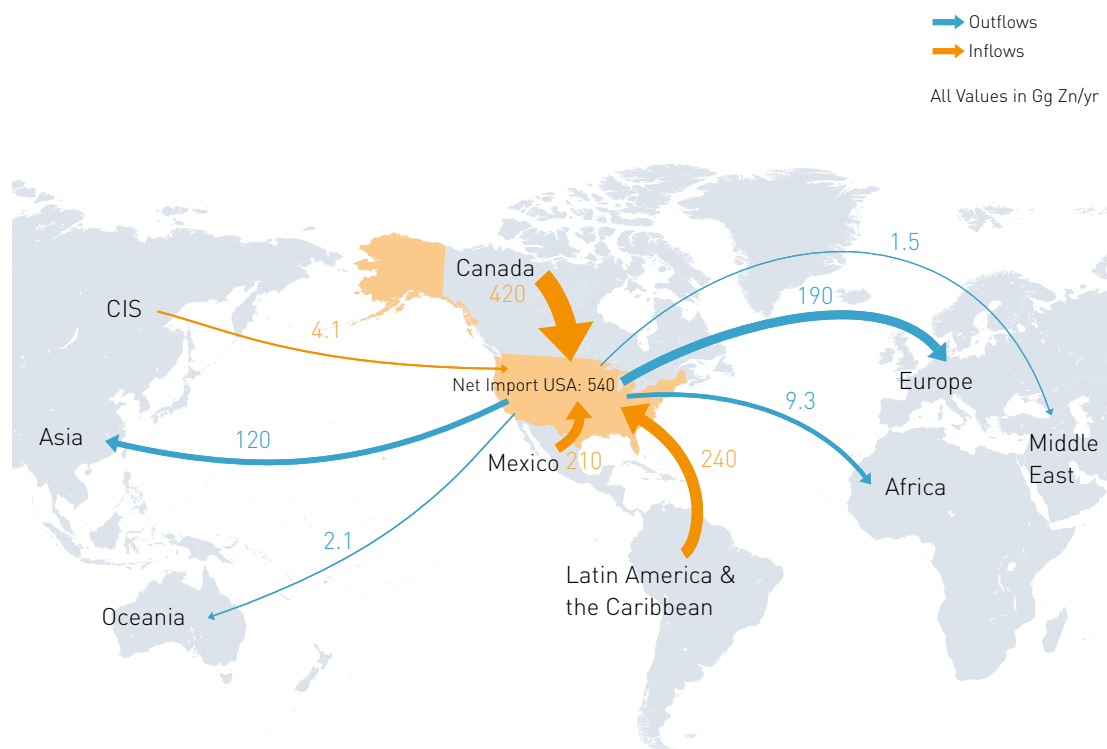 Outflows
Inflows
All Values in Gg Zn/yr
1.5
Canada
420
190
CIS
4.1
Net Import USA: 540
Europe
9.3
Asia
120
Mexico
210
240
Middle
East
Africa
2.1
Latin America &
the Caribbean
Oceania